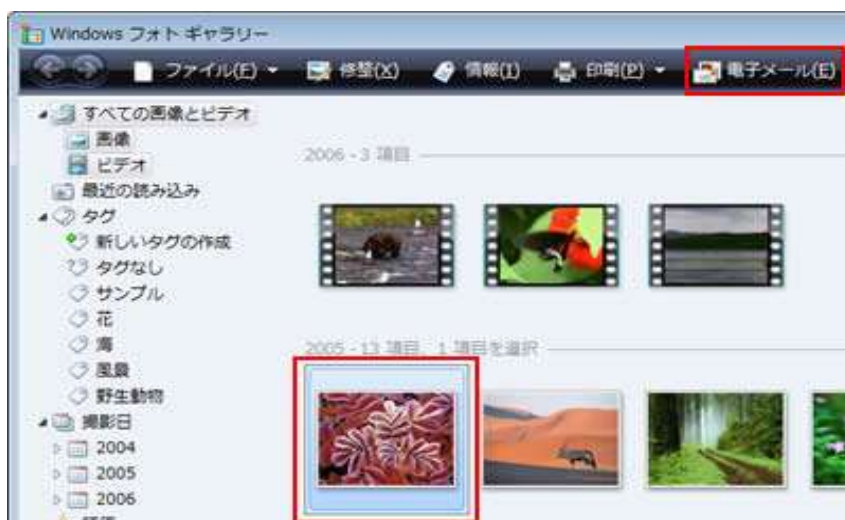 Windows フォト ギャラリー
ファイル(E) 修整(X) 情報(I) 印刷(P) 電子メール(E)
すべての画像とビデオ
画像
ビデオ
最近の読み込み
タグ
新しいタグの作成
タグなし
サンプル
花
海
風景
野生動物
撮影日
2004
2005
2006
2006 - 3 項目
2005 - 13 項目、1 項目を選択